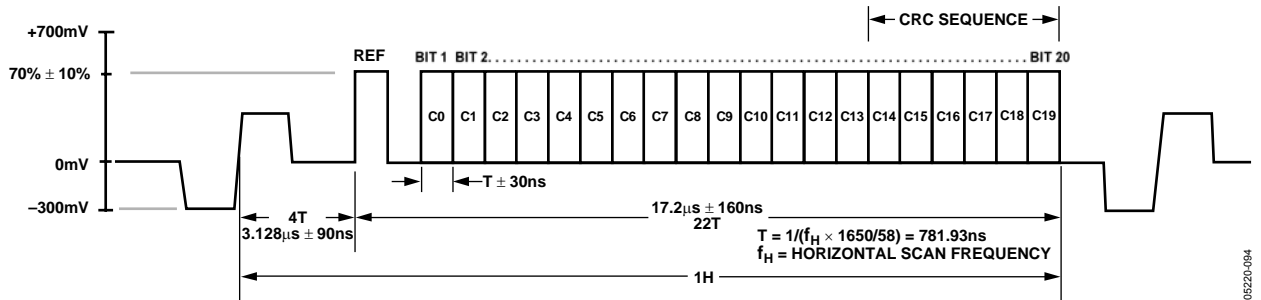 CRC SEQUENCE
+700mV
REF
BIT 1 BIT 2. . . . . . . . . . . . . . . . . . . . . . . . . . . . . . . . . . . . . . . . . . . . . . . . . . . . . . . . . . . . . . . . . . . . . . . . . BIT 20
70% ± 10%
C0 C1 C2 C3 C4 C5 C6 C7 C8 C9 C10 C11 C12 C13 C14 C15 C16 C17 C18 C19
0mV
T ± 30ns
–300mV
4T
3.128µs ± 90ns
17.2µs ± 160ns
22T
T = 1/(fH × 1650/58) = 781.93ns
fH = HORIZONTAL SCAN FREQUENCY
1H
05220-094